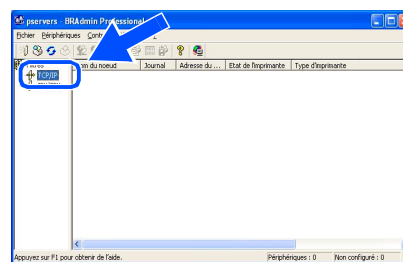 pservers - BRAdmin Professional
Fichier Périphériques
Journal Adresse du ... Etat de l'imprimante Type d'imprimante
TCP/IP
Appuyez sur F1 pour obtenir de l'aide. Périphériques : 0 Non configuré : 0